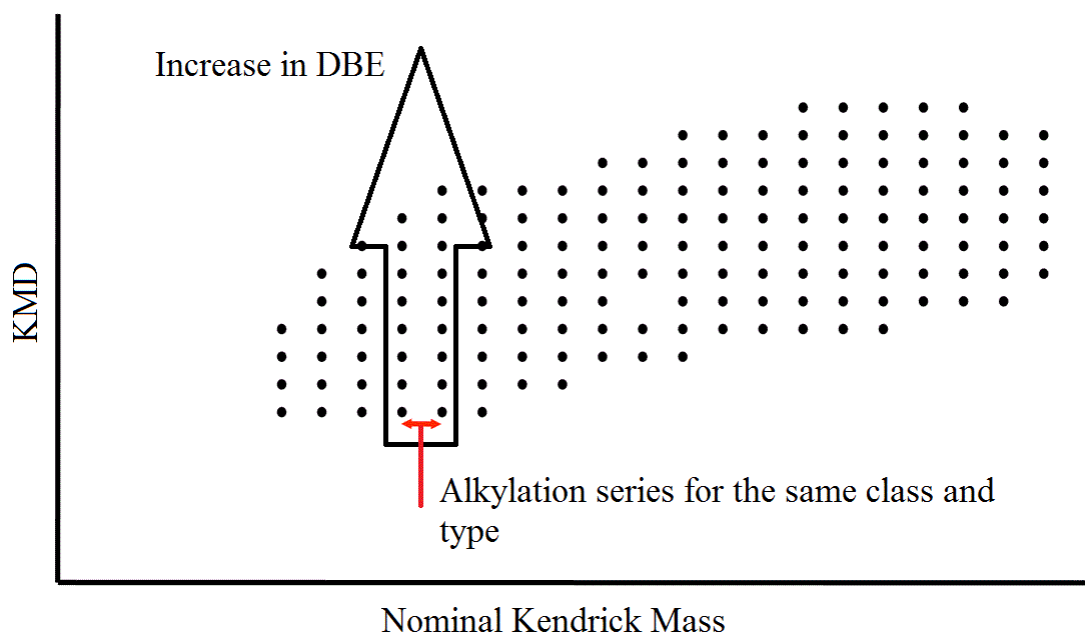 Increase in DBE
KMD
Alkylation series for the same class and
type
Nominal Kendrick Mass